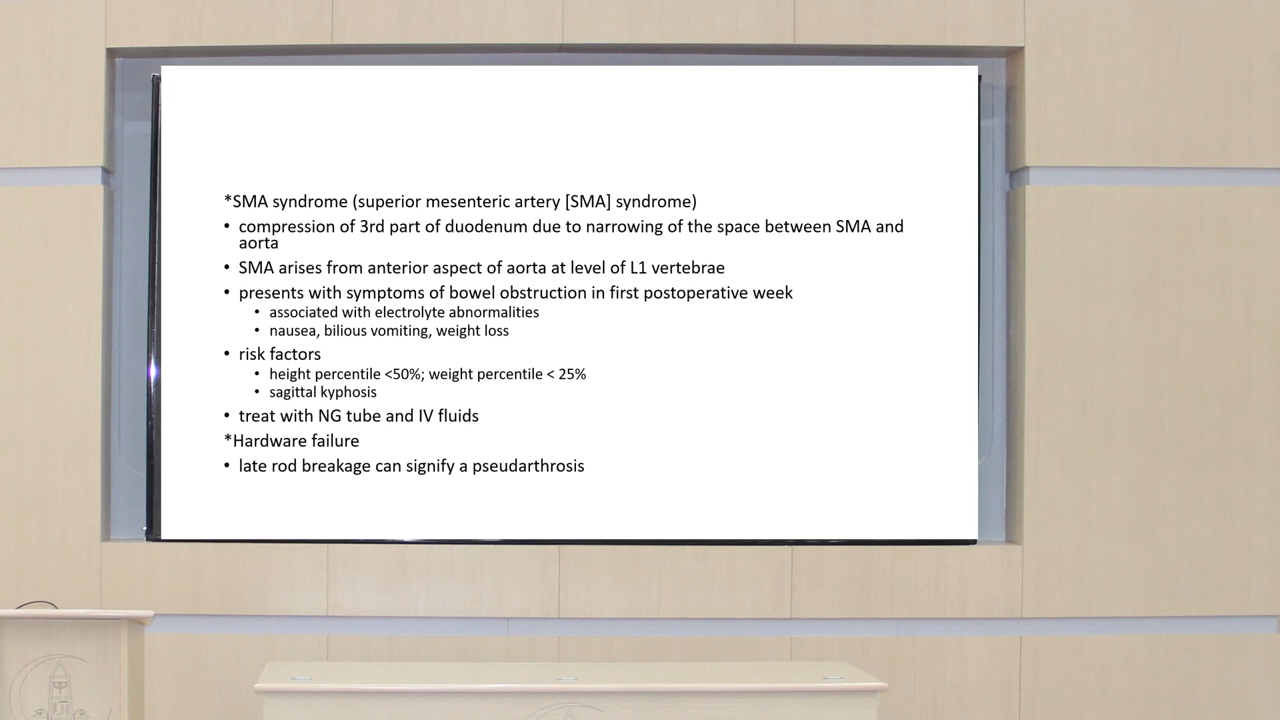 *SMA syndrome (superior mesenteric artery [SMA] syndrome)
• compression of 3rd part of duodenum due to narrowing of the space between SMA and
aorta
• SMA arises from anterior aspect of aorta at level of L1 vertebrae
• presents with symptoms of bowel obstruction in first postoperative week
• associated with electrolyte abnormalities
• nausea, bilious vomiting, weight loss
• risk factors
• height percentile <50%; weight percentile < 25%
• sagittal kyphosis
• treat with NG tube and IV fluids
*Hardware failure
• late rod breakage can signify a pseudarthrosis